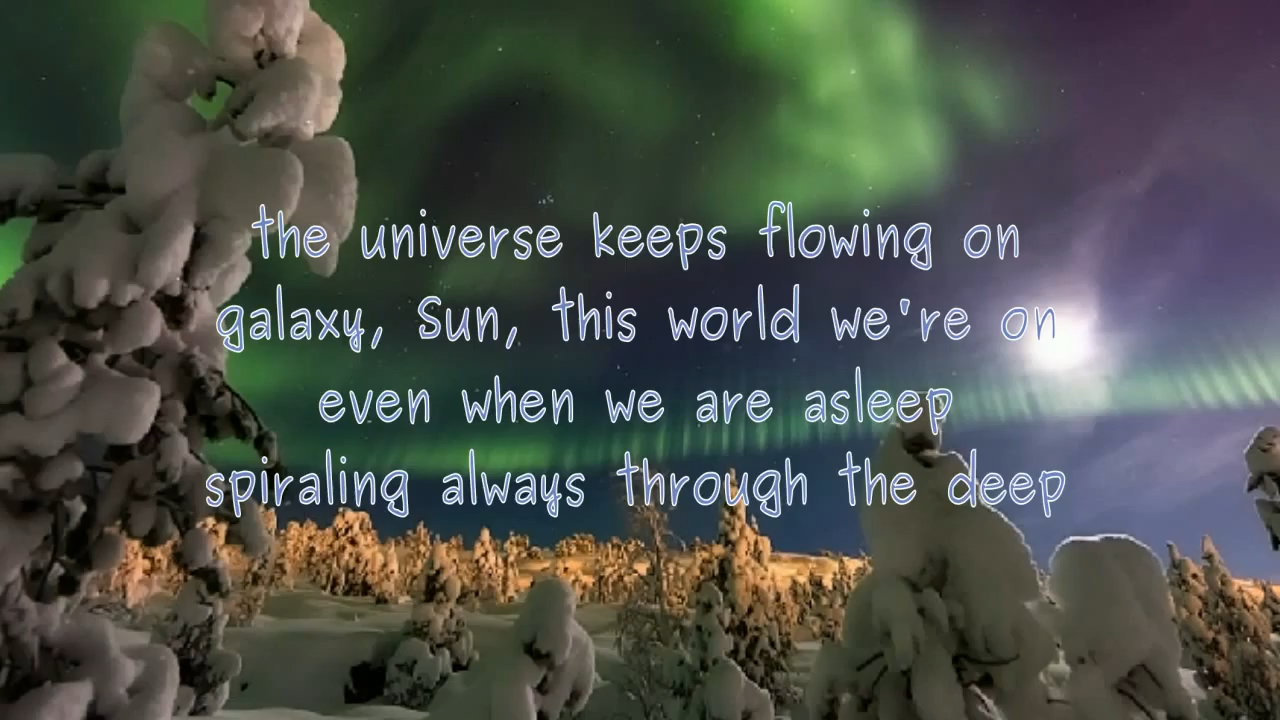 the universe keeps flowing on
galaxy, Sun, this world we're on
even when we are asleep
spiraling always through the deep